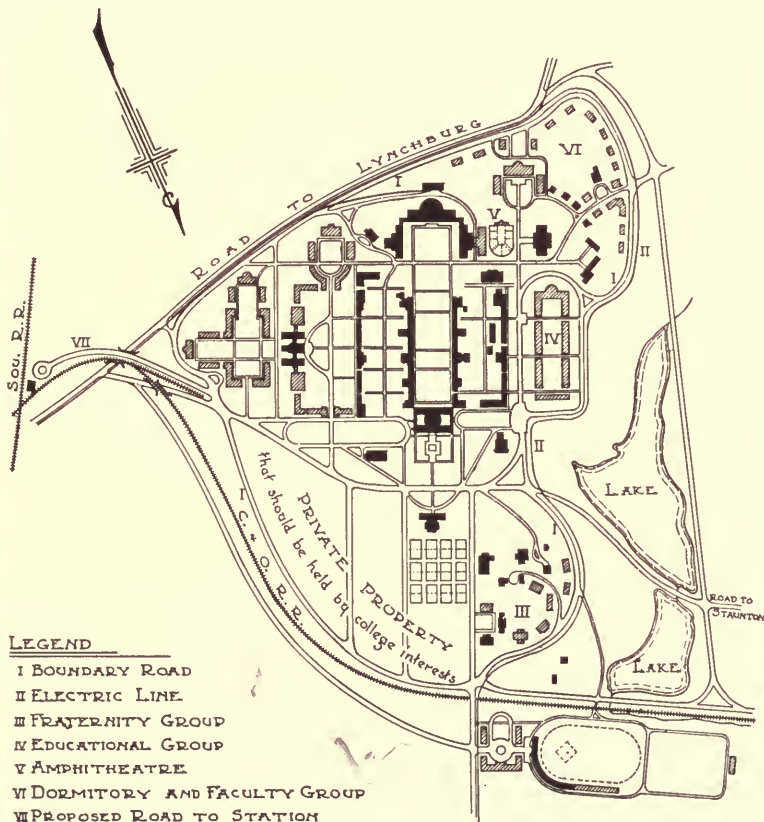 ROAD TO LYNCHBURG
I
VI
V
II
I
SOU. R.R.
VII
IV
II
LAKE
I
C. & O. R.R.
PRIVATE PROPERTY
that should be held by college interests
I
III
ROAD TO
STAUNTON
LAKE
LEGEND
I BOUNDARY ROAD
II ELECTRIC LINE
III FRATERNITY GROUP
IV EDUCATIONAL GROUP
V AMPHITHEATRE
VI DORMITORY AND FACULTY GROUP
VII PROPOSED ROAD TO STATION